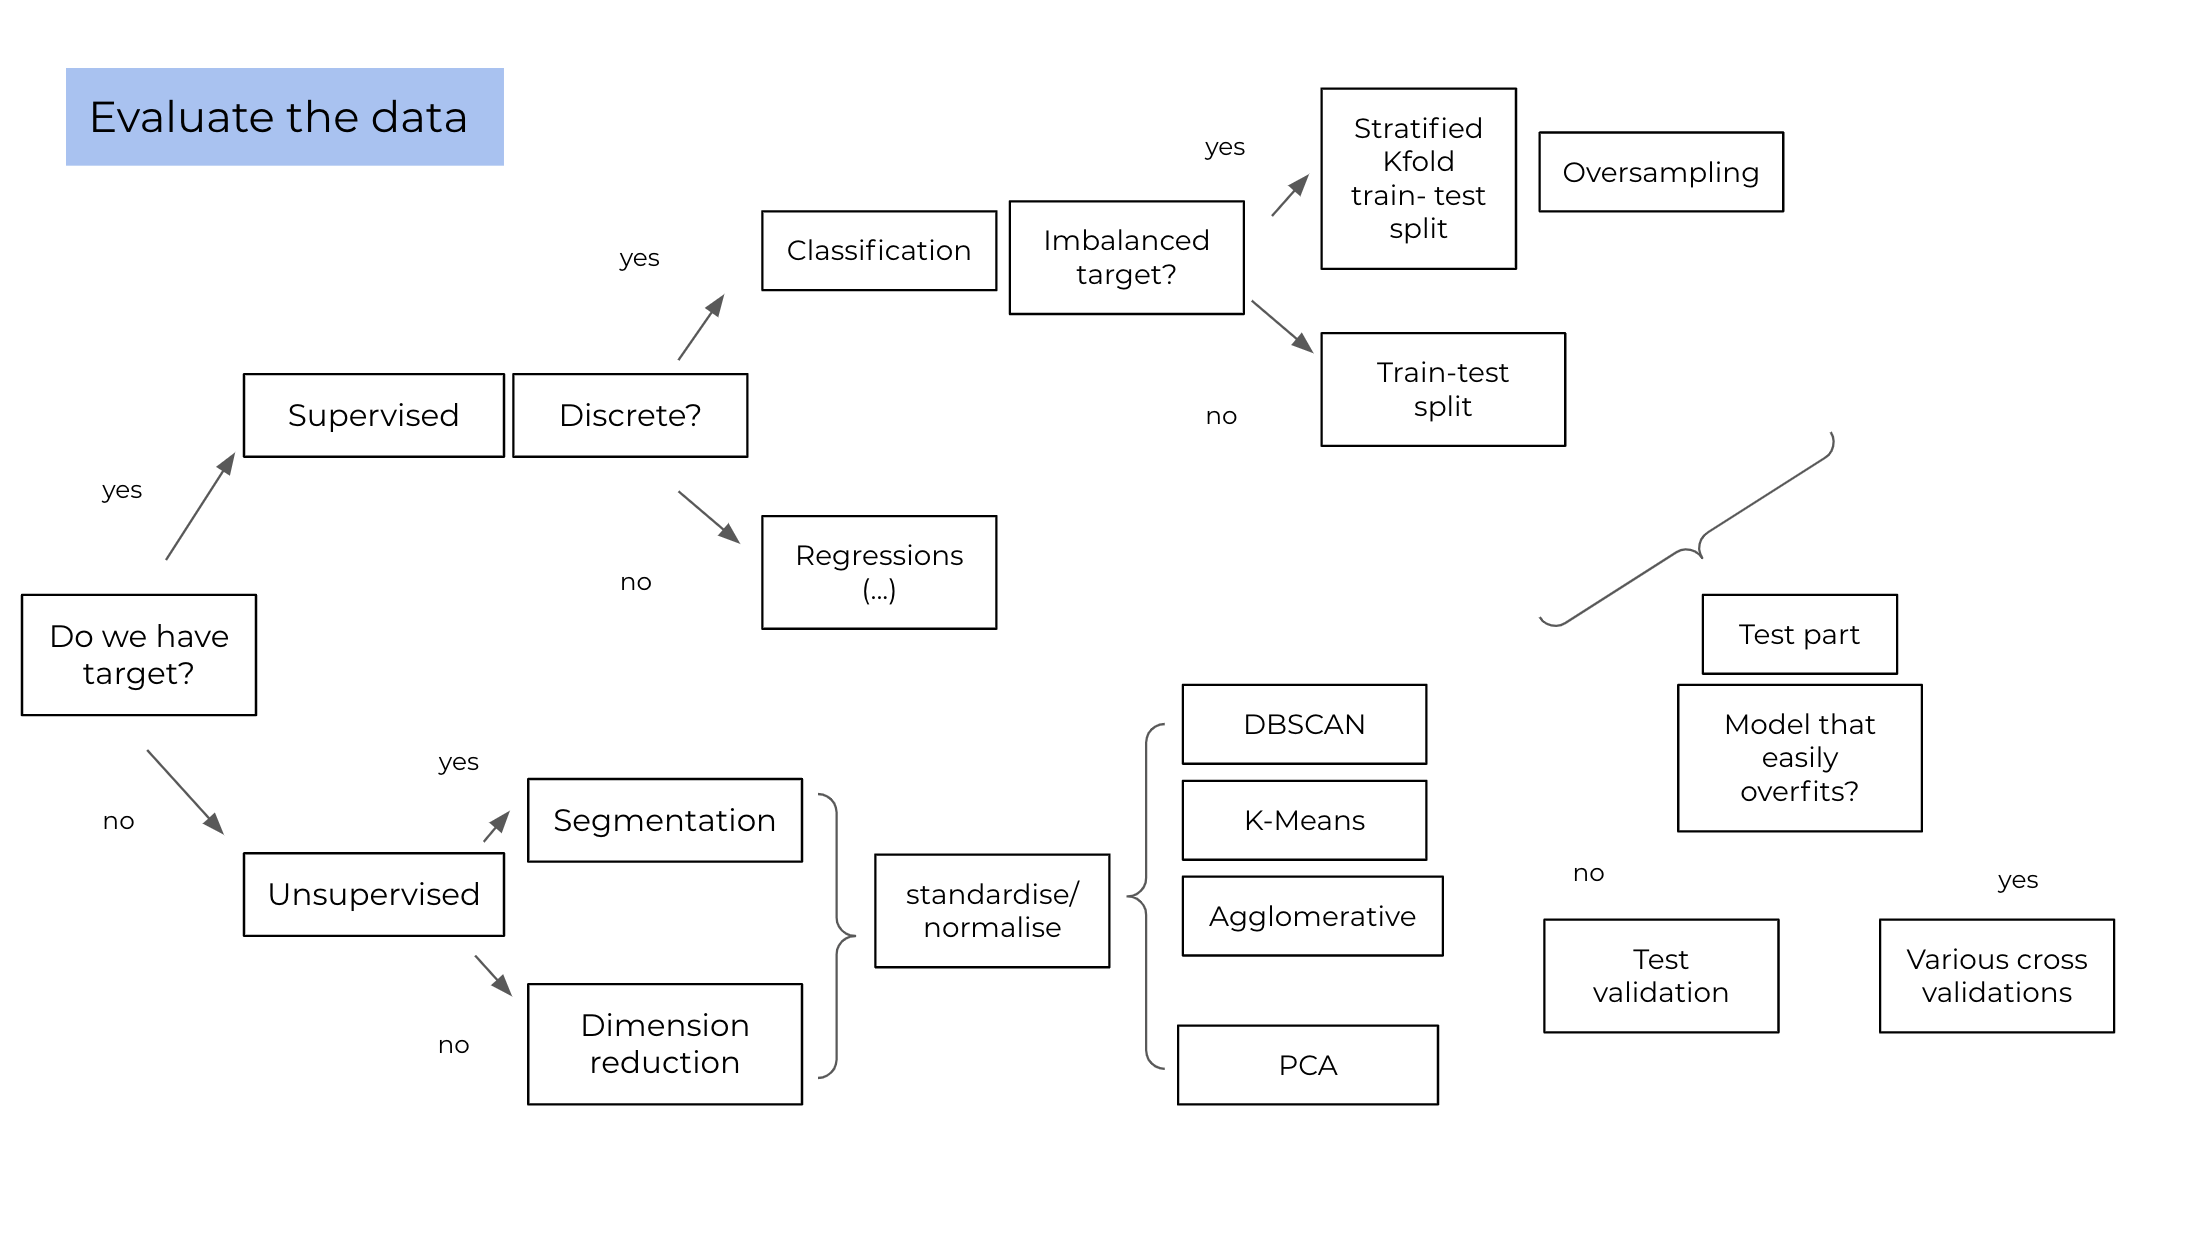 Evaluate the data
yes
Stratified
Kfold
train- test
split
Oversampling
yes
Classification
Imbalanced
target?
Train-test
split
no
yes
Supervised
Discrete?
no
Regressions
(...)
Do we have
target?
no
yes
Segmentation
Unsupervised
no
Dimension
reduction
standardise/
normalise
DBSCAN
K-Means
Agglomerative
PCA
Test part
Model that
easily
overfits?
no
yes
Test
validation
Various cross
validations